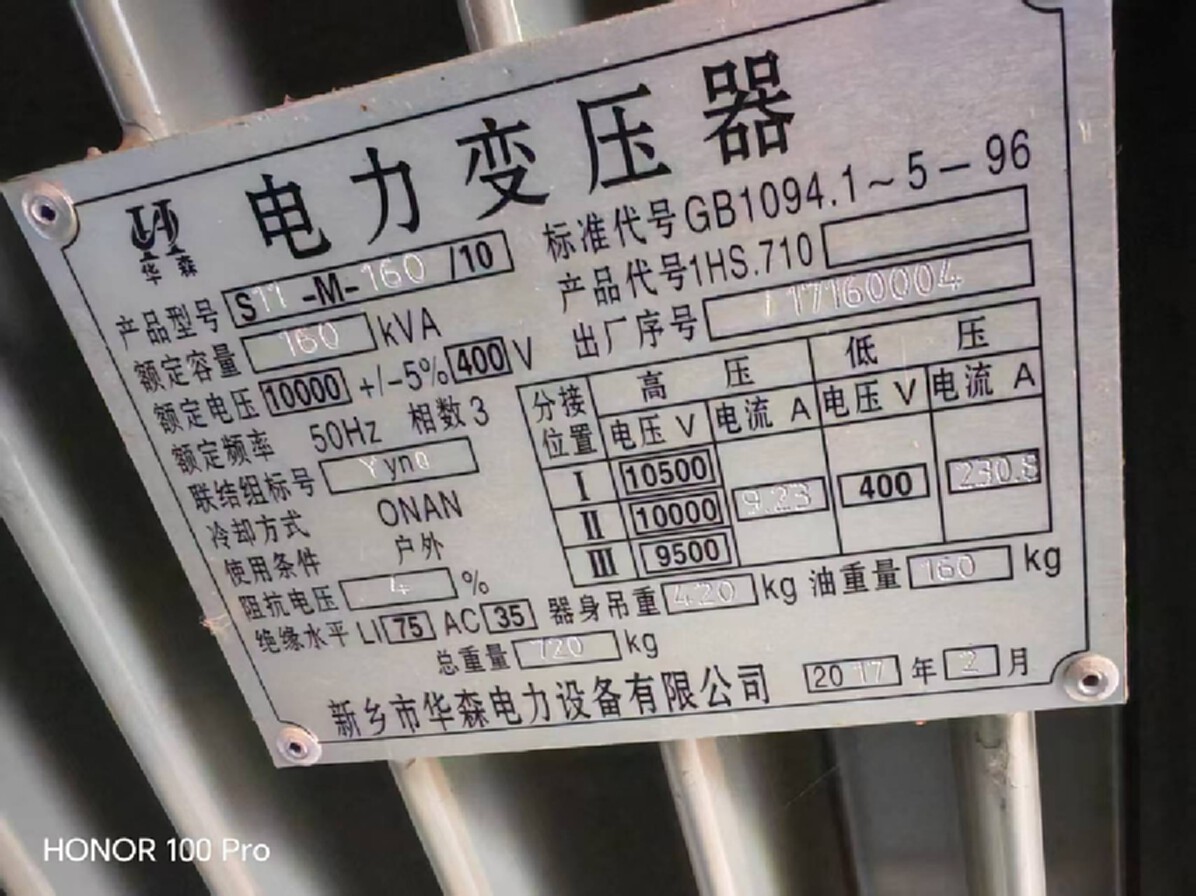 电力变压器
华森
产品型号 S11-M-160/10
额定容量 160 kVA
额定电压 10000 +/-5% 400 V
额定频率 50Hz 相数3
联结组标号 Yyn0
冷却方式 ONAN
使用条件 户外
阻抗电压 4 %
绝缘水平 LI 75 AC 35
标准代号GB1094.1~5-96
产品代号1HS.710
出厂序号 117160004
分接位置 高压 低压
电压 V 电流 A 电压 V 电流 A
I 10500
II 10000 9.23 400 230.8
III 9500
器身吊重 420 kg 油重量 160 kg
总重量 720 kg
新乡市华森电力设备有限公司 2017 年 2 月
HONOR 100 Pro